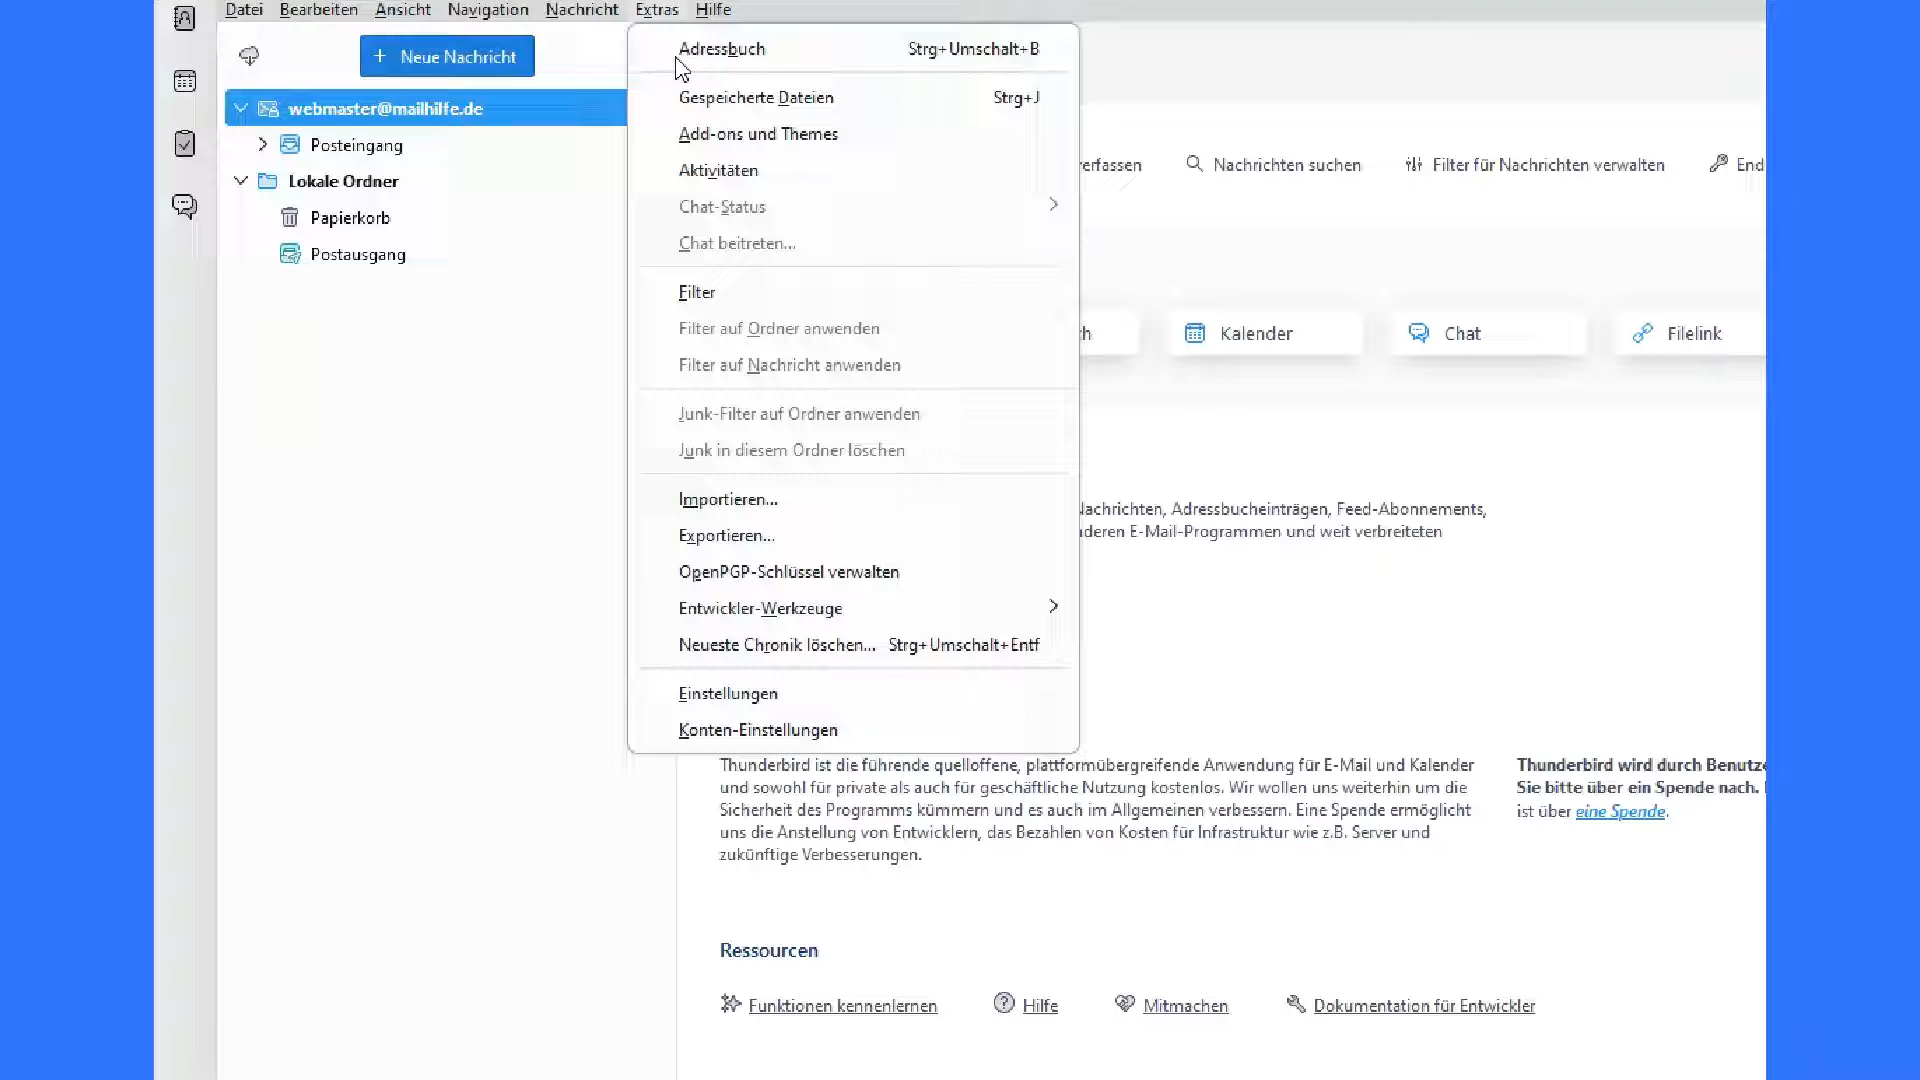 Datei Bearbeiten Ansicht Navigation Nachricht Extras Hilfe
+ Neue Nachricht
webmaster@mailhilfe.de
Posteingang
Lokale Ordner
Papierkorb
Postausgang
Adressbuch Strg+Umschalt+B
Gespeicherte Dateien Strg+J
Add-ons und Themes
Aktivitäten
Chat-Status
Chat beitreten...
Filter
Filter auf Ordner anwenden
Filter auf Nachricht anwenden
Junk-Filter auf Ordner anwenden
Junk in diesem Ordner löschen
Importieren...
Exportieren...
OpenPGP-Schlüssel verwalten
Entwickler-Werkzeuge
Neueste Chronik löschen... Strg+Umschalt+Entf
Einstellungen
Konten-Einstellungen
erfassen Nachrichten suchen Filter für Nachrichten verwalten End
ch Kalender Chat Filelink
Nachrichten, Adressbucheinträgen, Feed-Abonnements,
deren E-Mail-Programmen und weit verbreiteten
Thunderbird ist die führende quelloffene, plattformübergreifende Anwendung für E-Mail und Kalender
und sowohl für private als auch für geschäftliche Nutzung kostenlos. Wir wollen uns weiterhin um die
Sicherheit des Programms kümmern und es auch im Allgemeinen verbessern. Eine Spende ermöglicht
uns die Anstellung von Entwicklern, das Bezahlen von Kosten für Infrastruktur wie z.B. Server und
zukünftige Verbesserungen.
Thunderbird wird durch Benutze
Sie bitte über ein Spende nach.
ist über eine Spende.
Ressourcen
Funktionen kennenlernen Hilfe Mitmachen Dokumentation für Entwickler